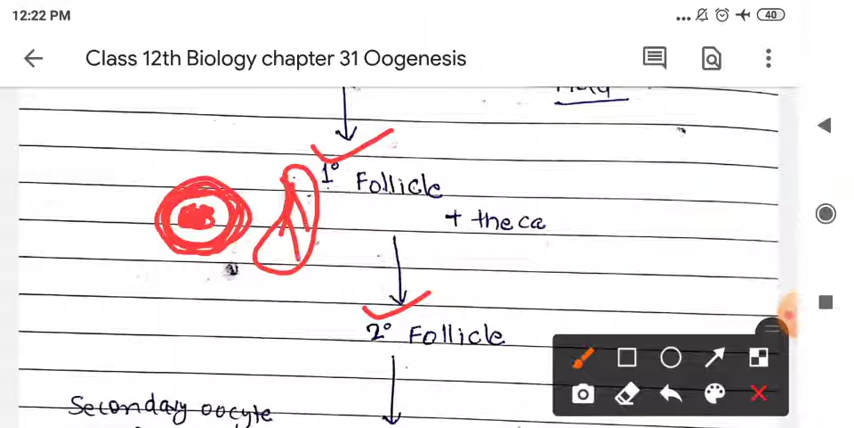 12:22 PM
40
Class 12th Biology chapter 31 Oogenesis
1° Follicle
+ theca
2° Follicle
Secondary oocyte